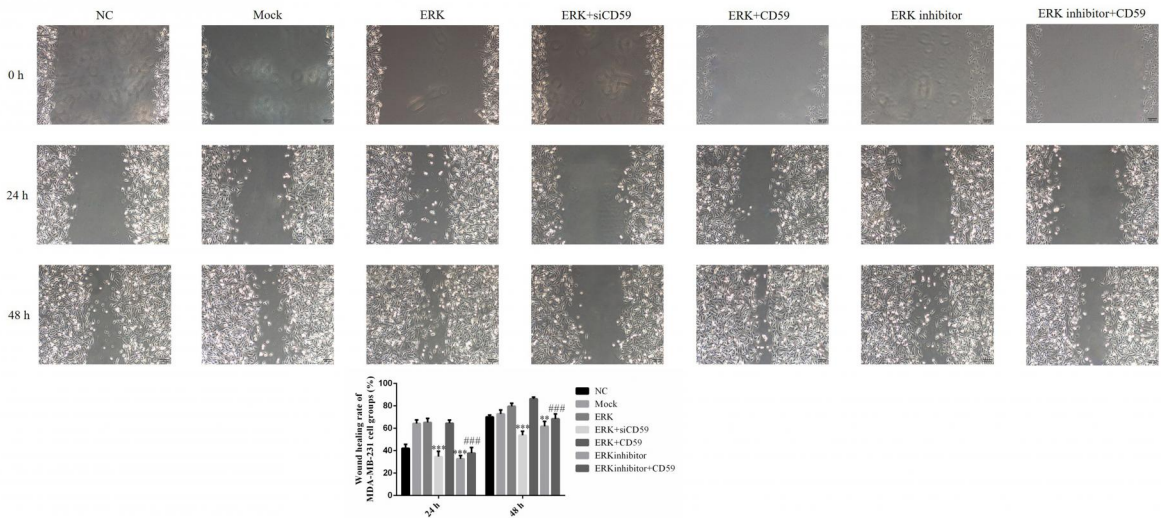 NC Mock ERK ERK+siCD59 ERK+CD59 ERK inhibitor ERK inhibitor+CD59
0 h
24 h
48 h
Wound healing rate of
MDA-MB-231 cell groups (%)
100
80
60
40
20
0
***
***
###
***
**
###
24 h
48 h
NC
Mock
ERK
ERK+siCD59
ERK+CD59
ERKinhibitor
ERKinhibitor+CD59